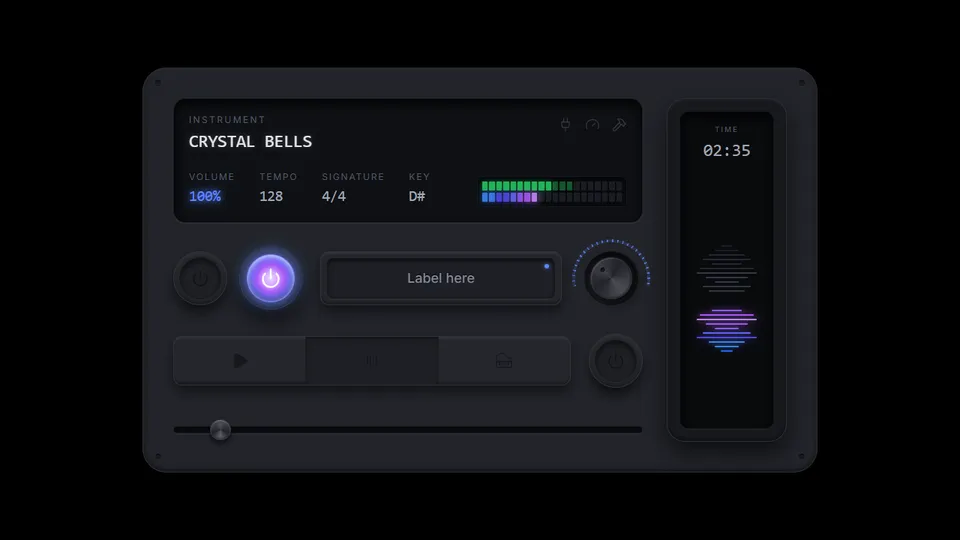 INSTRUMENT
CRYSTAL BELLS
VOLUME TEMPO SIGNATURE KEY
100% 128 4/4 D#
TIME
02:35
Label here